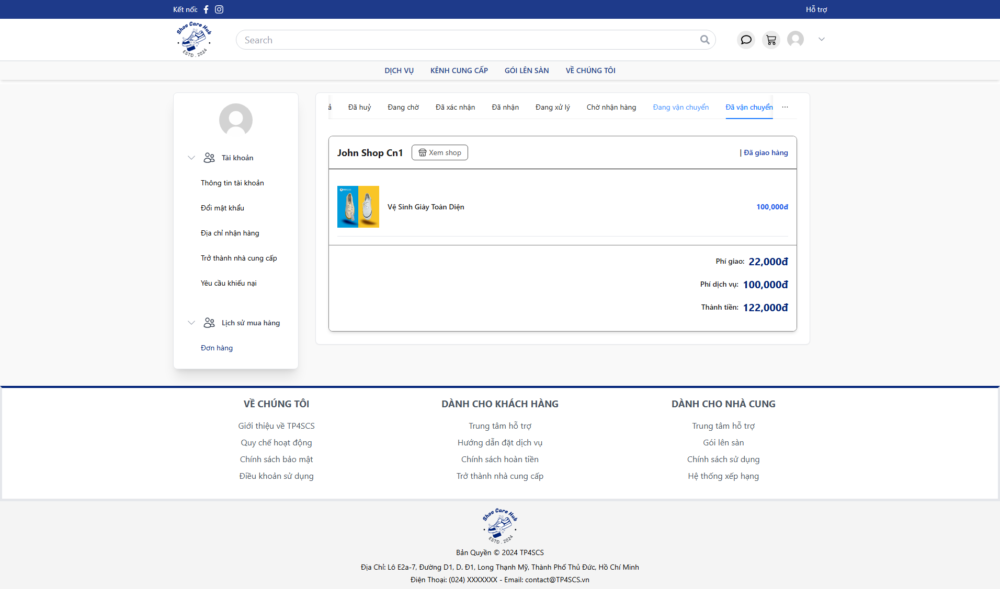 Kết nối:
Hỗ trợ
Shoe Care Hub
ESTD . 2024
Search
DỊCH VỤ
KÊNH CUNG CẤP
GÓI LÊN SÀN
VỀ CHÚNG TÔI
Tài khoản
Thông tin tài khoản
Đổi mật khẩu
Địa chỉ nhận hàng
Trở thành nhà cung cấp
Yêu cầu khiếu nại
Lịch sử mua hàng
Đơn hàng
ả
Đã huỷ
Đang chờ
Đã xác nhận
Đã nhận
Đang xử lý
Chờ nhận hàng
Đang vận chuyển
Đã vận chuyển
...
John Shop Cn1
Xem shop
| Đã giao hàng
Vệ Sinh Giày Toàn Diện
100,000đ
Phí giao: 22,000đ
Phí dịch vụ: 100,000đ
Thành tiền: 122,000đ
VỀ CHÚNG TÔI
Giới thiệu về TP4SCS
Quy chế hoạt động
Chính sách bảo mật
Điều khoản sử dụng
DÀNH CHO KHÁCH HÀNG
Trung tâm hỗ trợ
Hướng dẫn đặt dịch vụ
Chính sách hoàn tiền
Trở thành nhà cung cấp
DÀNH CHO NHÀ CUNG
Trung tâm hỗ trợ
Gói lên sàn
Chính sách sử dụng
Hệ thống xếp hạng
Shoe Care Hub
ESTD . 2024
Bản Quyền © 2024 TP4SCS
Địa Chỉ: Lô E2a-7, Đường D1, D. Đ1, Long Thạnh Mỹ, Thành Phố Thủ Đức, Hồ Chí Minh
Điện Thoại: (024) XXXXXXX - Email: contact@TP4SCS.vn